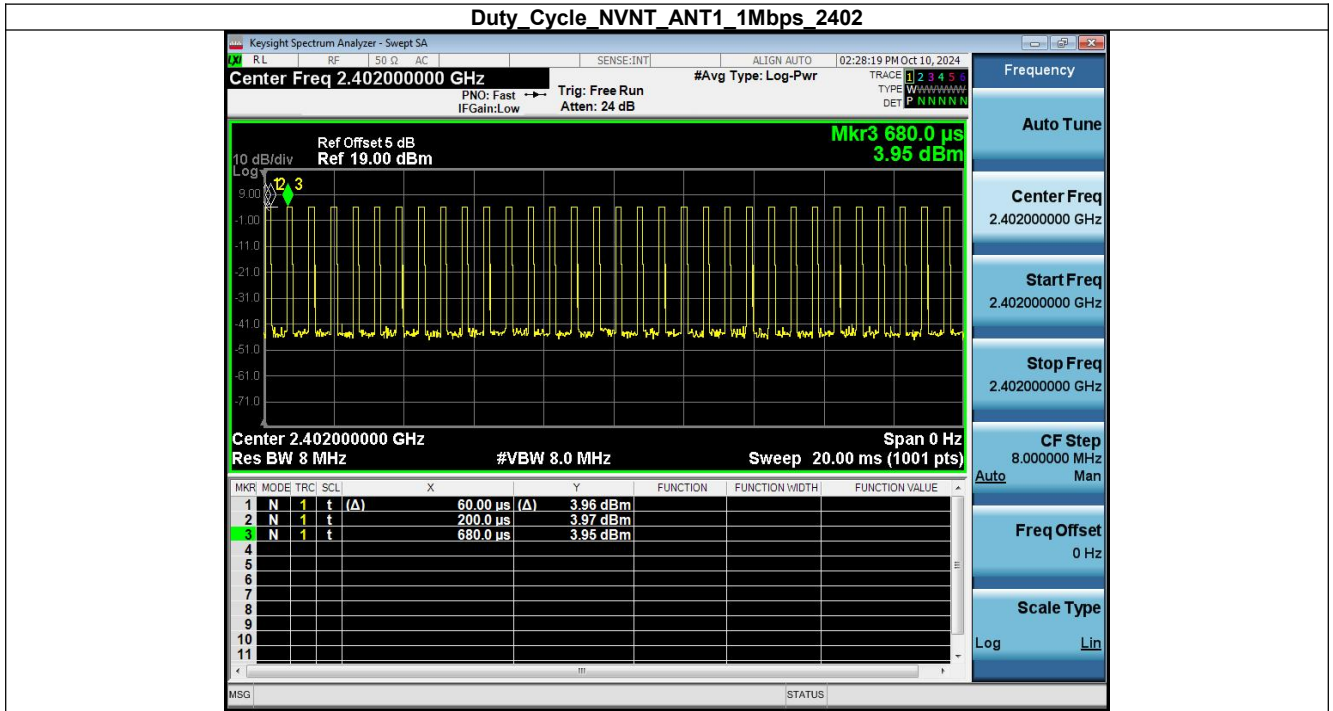 Duty_Cycle_NVNT_ANT1_1Mbps_2402
Keysight Spectrum Analyzer - Swept SA
LXI RL RF 50 Ω AC SENSE:INT ALIGN AUTO 02:28:19 PM Oct 10, 2024
Center Freq 2.402000000 GHz #Avg Type: Log-Pwr TRACE 1 2 3 4 5 6
PNO: Fast Trig: Free Run TYPE WWWWWW
IFGain:Low Atten: 24 dB DET P N N N N N
Mkr3 680.0 µs
3.95 dBm
Ref Offset 5 dB
10 dB/div Ref 19.00 dBm
Log
1 2 3
9.00
-1.00
-11.0
-21.0
-31.0
-41.0
-51.0
-61.0
-71.0
Center 2.402000000 GHz Span 0 Hz
Res BW 8 MHz #VBW 8.0 MHz Sweep 20.00 ms (1001 pts)
MKR MODE TRC SCL X Y FUNCTION FUNCTION WIDTH FUNCTION VALUE
1 N 1 t (Δ) 60.00 µs (Δ) 3.96 dBm
2 N 1 t 200.0 µs 3.97 dBm
3 N 1 t 680.0 µs 3.95 dBm
4
5
6
7
8
9
10
11
MSG STATUS
Frequency
Auto Tune
Center Freq
2.402000000 GHz
Start Freq
2.402000000 GHz
Stop Freq
2.402000000 GHz
CF Step
8.000000 MHz
Auto Man
Freq Offset
0 Hz
Scale Type
Log Lin